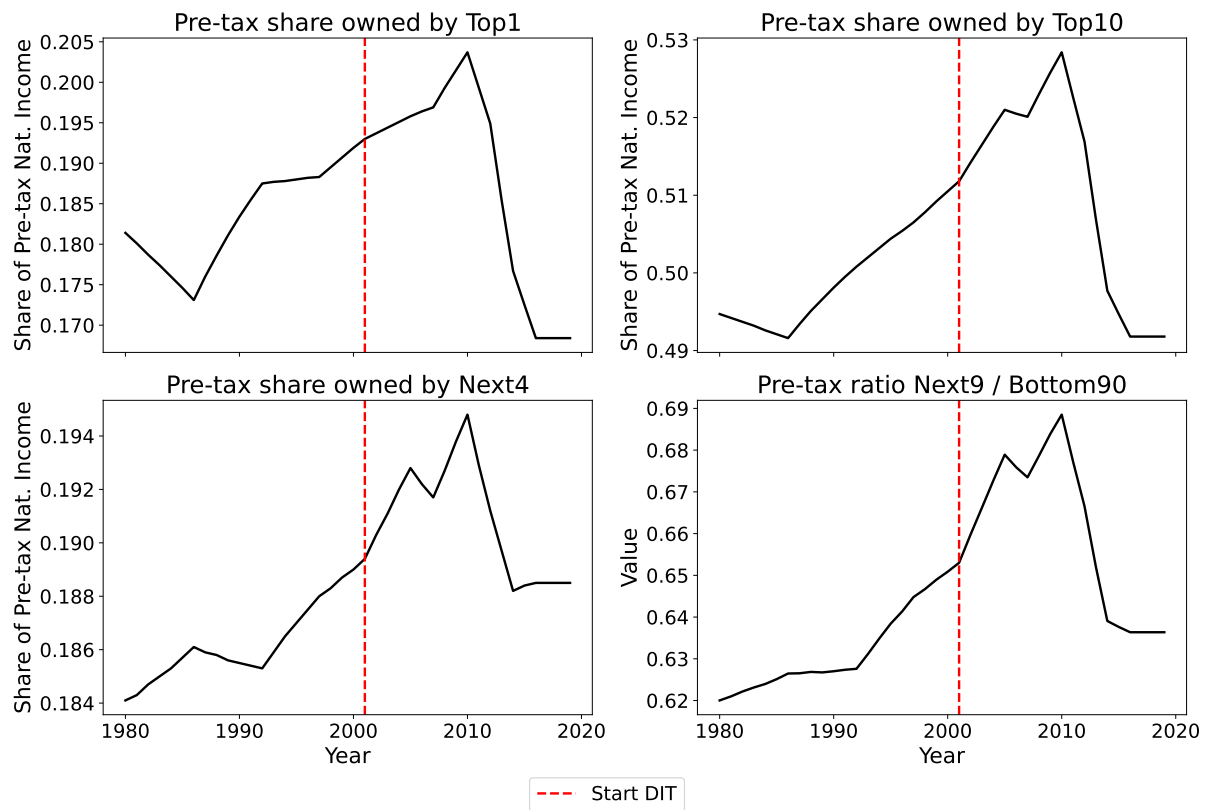 Pre-tax share owned by Top1
Share of Pre-tax Nat. Income
0.205
0.200
0.195
0.190
0.185
0.180
0.175
0.170
Pre-tax share owned by Top10
Share of Pre-tax Nat. Income
0.53
0.52
0.51
0.50
0.49
Pre-tax share owned by Next4
Share of Pre-tax Nat. Income
0.194
0.192
0.190
0.188
0.186
0.184
1980 1990 2000 2010 2020
Year
Pre-tax ratio Next9 / Bottom90
Value
0.69
0.68
0.67
0.66
0.65
0.64
0.63
0.62
1980 1990 2000 2010 2020
Year
Start DIT